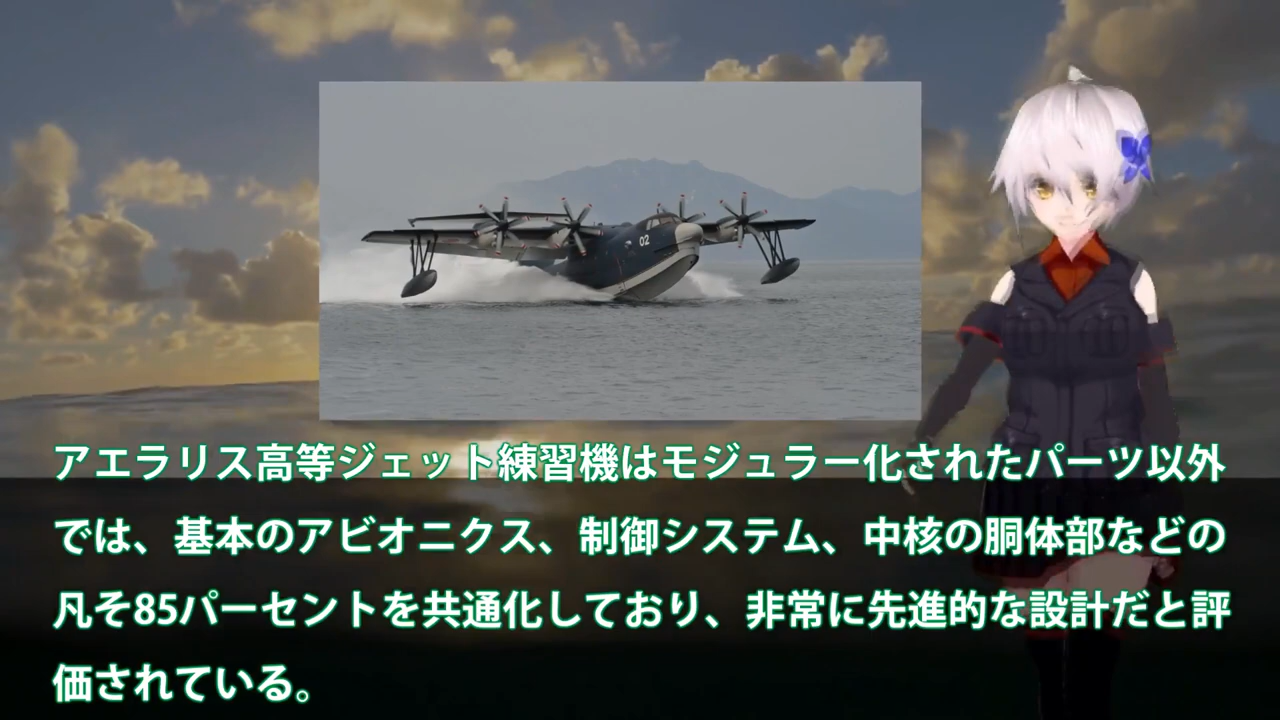 02
アエラリス高等ジェット練習機はモジュラー化されたパーツ以外
では、基本のアビオニクス、制御システム、中核の胴体部などの
凡そ85パーセントを共通化しており、非常に先進的な設計だと評
価されている。